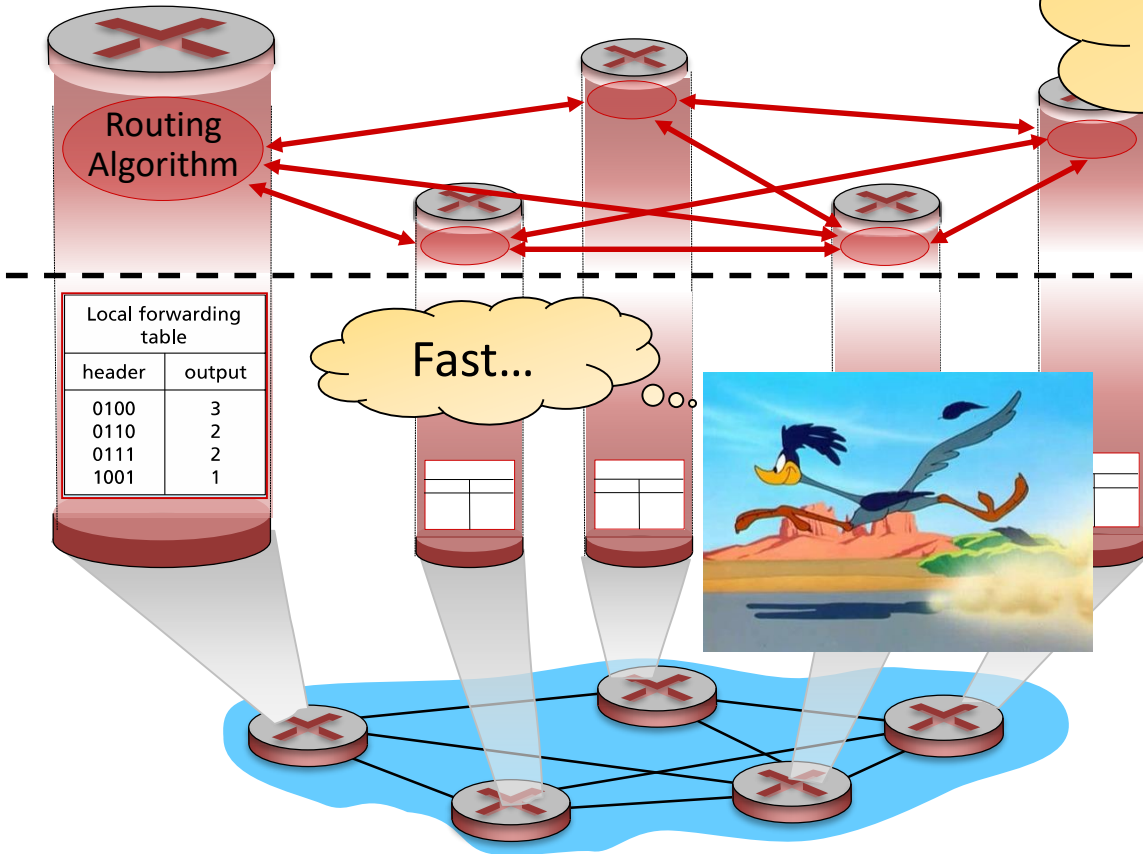 Routing
Algorithm
Local forwarding
table
header output
0100 3
0110 2
0111 2
1001 1
Fast...